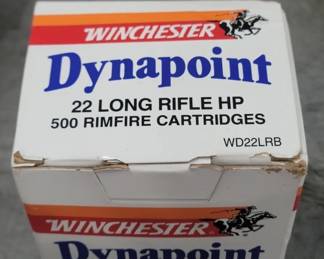 WINCHESTER
Dynapoint
22 LONG RIFLE HP
500 RIMFIRE CARTRIDGES
WD22LRB
WINCHESTER
Dynapoint